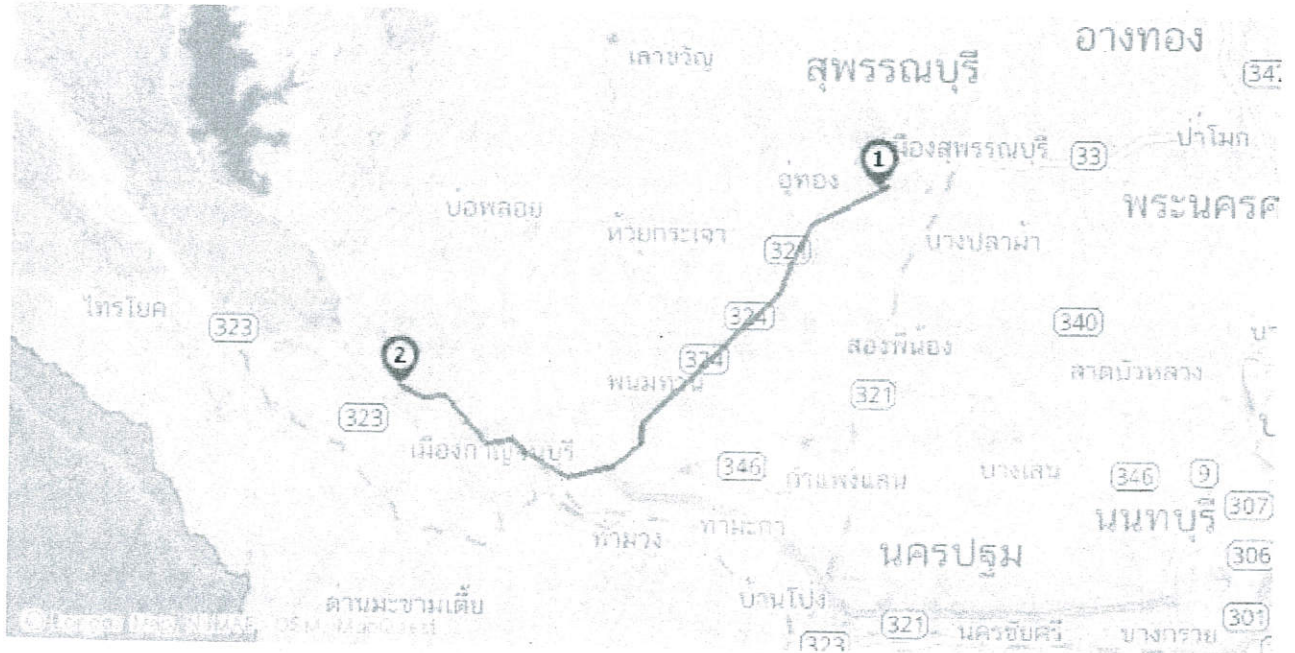 อางทอง
เลาขวัญ
สุพรรณบุรี
347
ป่าโมก
1
เมืองสุพรรณบุรี
33
อู่ทอง
บ่อพลอย
พระนครศ
ห้วยกระเจา
321
บางปลาม้า
ไทรโยค
323
324
340
2
สองพี่น้อง
324
พนมทวน
ลาดบัวหลวง
321
323
เมืองกาญจนบุรี
346
กำแพงแสน
บางเลน
346
9
นนทบุรี
307
ท่าม่วง
ท่ามะกา
นครปฐม
306
ด่านมะขามเตี้ย
บ้านโป่ง
321
นครชัยศรี
บางกรวย
301
323